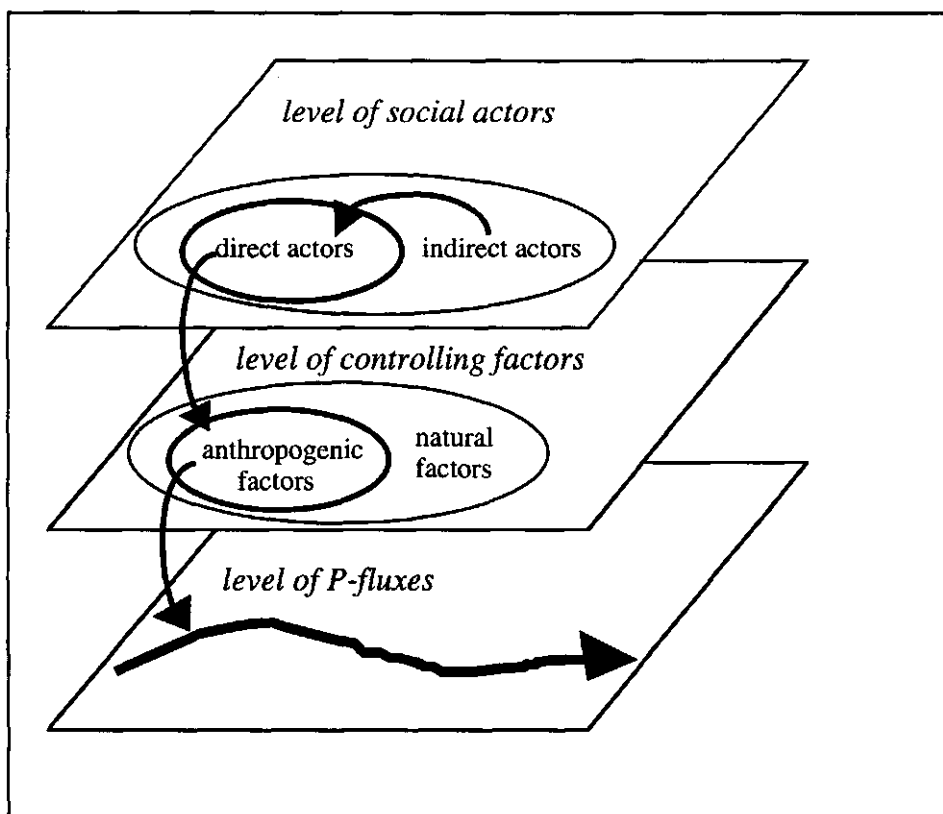 level of social actors
direct actors
indirect actors
level of controlling factors
anthropogenic
factors
natural
factors
level of P-fluxes